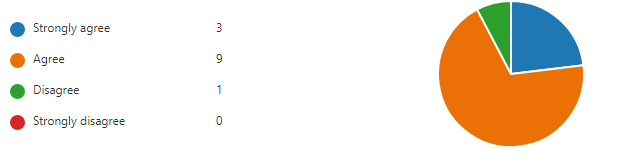 Strongly agree 3
Agree 9
Disagree 1
Strongly disagree 0